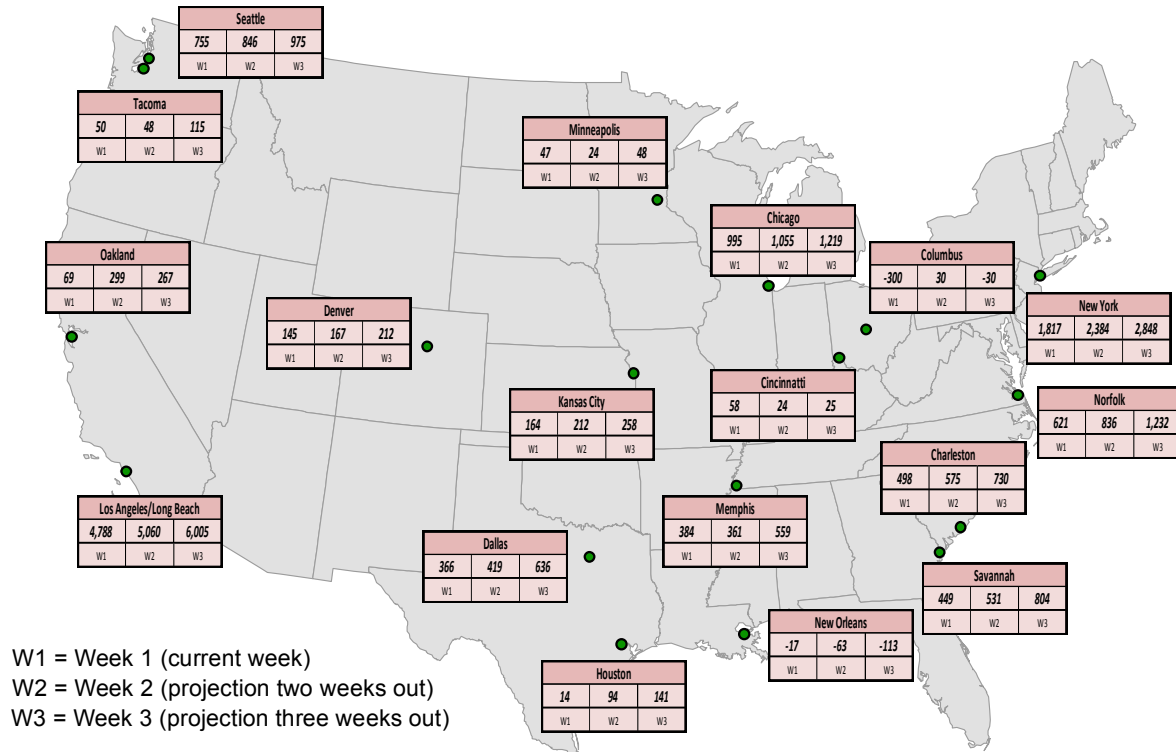 Seattle
755 846 975
W1 W2 W3
Tacoma
50 48 115
W1 W2 W3
Minneapolis
47 24 48
W1 W2 W3
Chicago
995 1,055 1,219
W1 W2 W3
Oakland
69 299 267
W1 W2 W3
Columbus
-300 30 -30
W1 W2 W3
Denver
145 167 212
W1 W2 W3
New York
1,817 2,384 2,848
W1 W2 W3
Cincinnatti
58 24 25
W1 W2 W3
Kansas City
164 212 258
W1 W2 W3
Norfolk
621 836 1,232
W1 W2 W3
Charleston
498 575 730
W1 W2 W3
Los Angeles/Long Beach
4,788 5,060 6,005
W1 W2 W3
Memphis
384 361 559
W1 W2 W3
Dallas
366 419 636
W1 W2 W3
Savannah
449 531 804
W1 W2 W3
New Orleans
-17 -63 -113
W1 W2 W3
Houston
14 94 141
W1 W2 W3
W1 = Week 1 (current week)
W2 = Week 2 (projection two weeks out)
W3 = Week 3 (projection three weeks out)